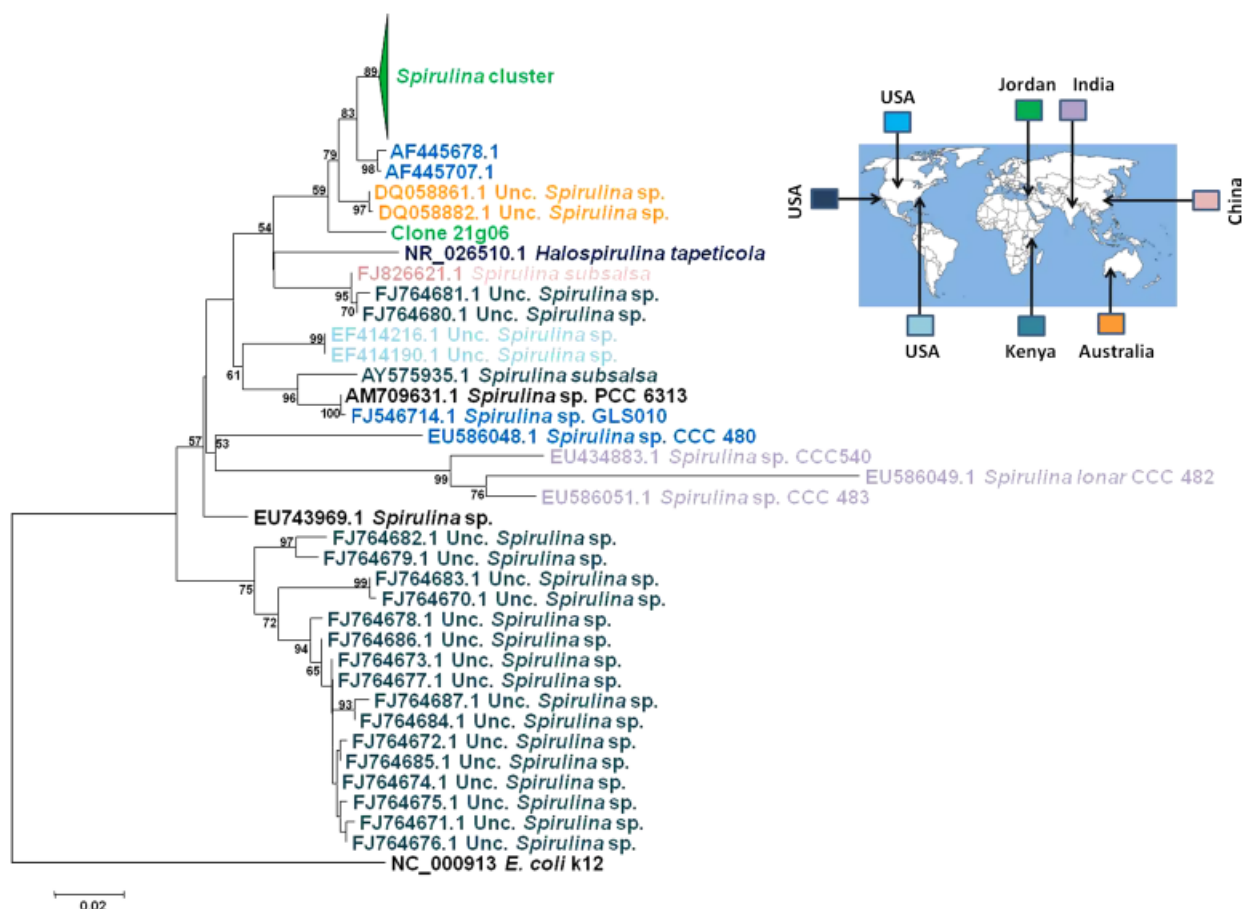 89
Spirulina cluster
83
AF445678.1
79
98
AF445707.1
59
DQ058861.1 Unc. Spirulina sp.
97
DQ058882.1 Unc. Spirulina sp.
54
Clone 21g06
NR_026510.1 Halospirulina tapeticola
FJ826621.1 Spirulina subsalsa
95
FJ764681.1 Unc. Spirulina sp.
70
FJ764680.1 Unc. Spirulina sp.
99
EF414216.1 Unc. Spirulina sp.
EF414190.1 Unc. Spirulina sp.
61
AY575935.1 Spirulina subsalsa
96
AM709631.1 Spirulina sp. PCC 6313
100
FJ546714.1 Spirulina sp. GLS010
57
53
EU586048.1 Spirulina sp. CCC 480
EU434883.1 Spirulina sp. CCC540
99
EU586049.1 Spirulina lonar CCC 482
76
EU586051.1 Spirulina sp. CCC 483
EU743969.1 Spirulina sp.
FJ764682.1 Unc. Spirulina sp.
97
FJ764679.1 Unc. Spirulina sp.
75
FJ764683.1 Unc. Spirulina sp.
99
FJ764670.1 Unc. Spirulina sp.
72
FJ764678.1 Unc. Spirulina sp.
94
FJ764686.1 Unc. Spirulina sp.
65
FJ764673.1 Unc. Spirulina sp.
FJ764677.1 Unc. Spirulina sp.
93
FJ764687.1 Unc. Spirulina sp.
FJ764684.1 Unc. Spirulina sp.
FJ764672.1 Unc. Spirulina sp.
FJ764685.1 Unc. Spirulina sp.
FJ764674.1 Unc. Spirulina sp.
FJ764675.1 Unc. Spirulina sp.
FJ764671.1 Unc. Spirulina sp.
FJ764676.1 Unc. Spirulina sp.
NC_000913 E. coli k12
0.02
USA
Jordan
India
USA
China
USA
Kenya
Australia